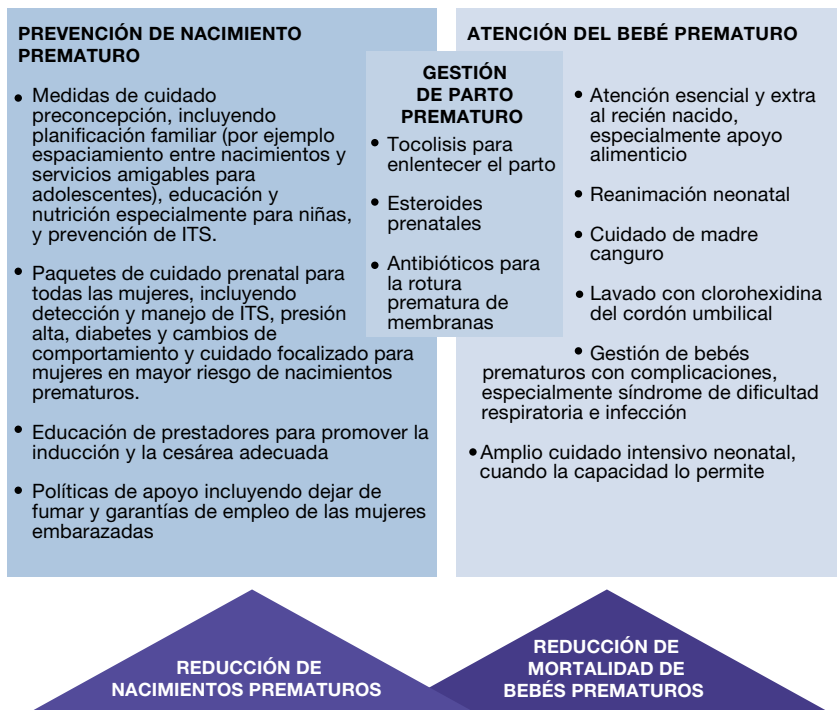 PREVENCIÓN DE NACIMIENTO
PREMATURO
• Medidas de cuidado
preconcepción, incluyendo
planificación familiar (por ejemplo
espaciamiento entre nacimientos y
servicios amigables para
adolescentes), educación y
nutrición especialmente para niñas,
y prevención de ITS.
• Paquetes de cuidado prenatal para
todas las mujeres, incluyendo
detección y manejo de ITS, presión
alta, diabetes y cambios de
comportamiento y cuidado focalizado para
mujeres en mayor riesgo de nacimientos
prematuros.
• Educación de prestadores para promover la
inducción y la cesárea adecuada
• Políticas de apoyo incluyendo dejar de
fumar y garantías de empleo de las mujeres
embarazadas
GESTIÓN
DE PARTO
PREMATURO
• Tocolisis para
enlentecer el parto
• Esteroides
prenatales
• Antibióticos para
la rotura
prematura de
membranas
ATENCIÓN DEL BEBÉ PREMATURO
• Atención esencial y extra
al recién nacido,
especialmente apoyo
alimenticio
• Reanimación neonatal
• Cuidado de madre
canguro
• Lavado con clorohexidina
del cordón umbilical
• Gestión de bebés
prematuros con complicaciones,
especialmente síndrome de dificultad
respiratoria e infección
• Amplio cuidado intensivo neonatal,
cuando la capacidad lo permite
REDUCCIÓN DE
NACIMIENTOS PREMATUROS
REDUCCIÓN DE
MORTALIDAD DE
BEBÉS PREMATUROS